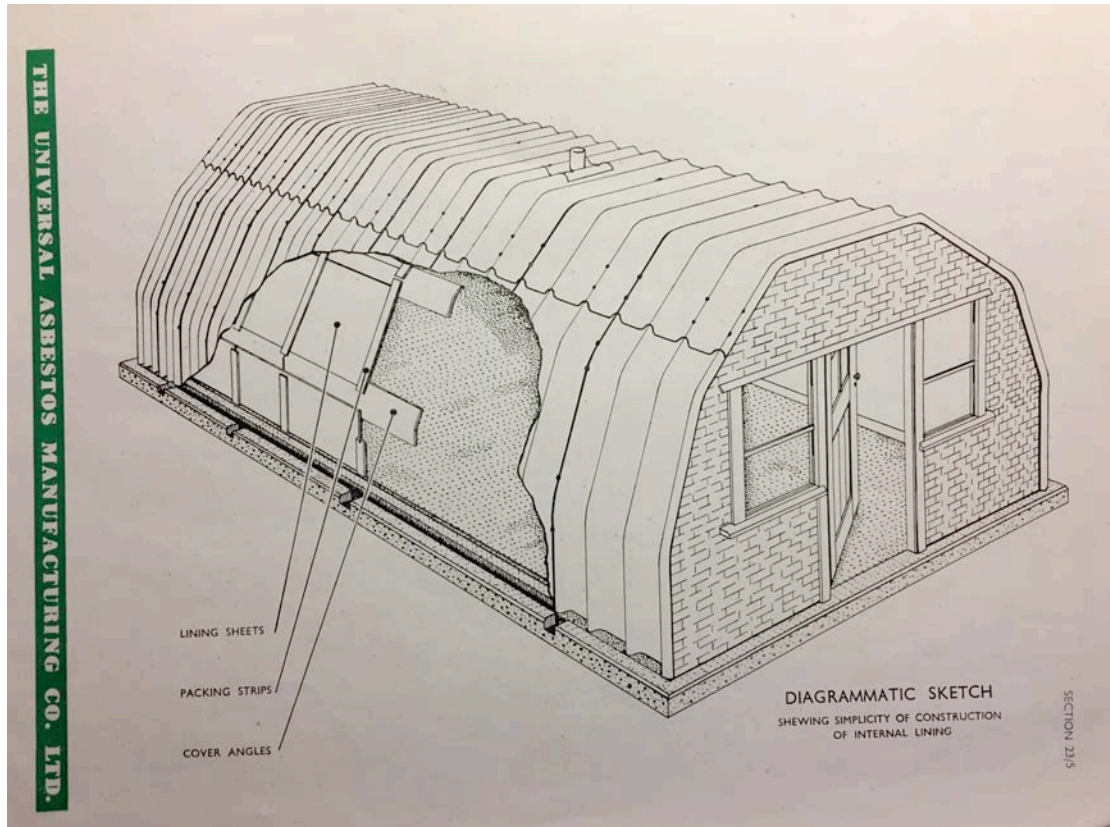 THE UNIVERSAL ASBESTOS MANUFACTURING CO. LTD.
LINING SHEETS
PACKING STRIPS
COVER ANGLES
DIAGRAMMATIC SKETCH
SHEWING SIMPLICITY OF CONSTRUCTION
OF INTERNAL LINING
SECTION 23/5